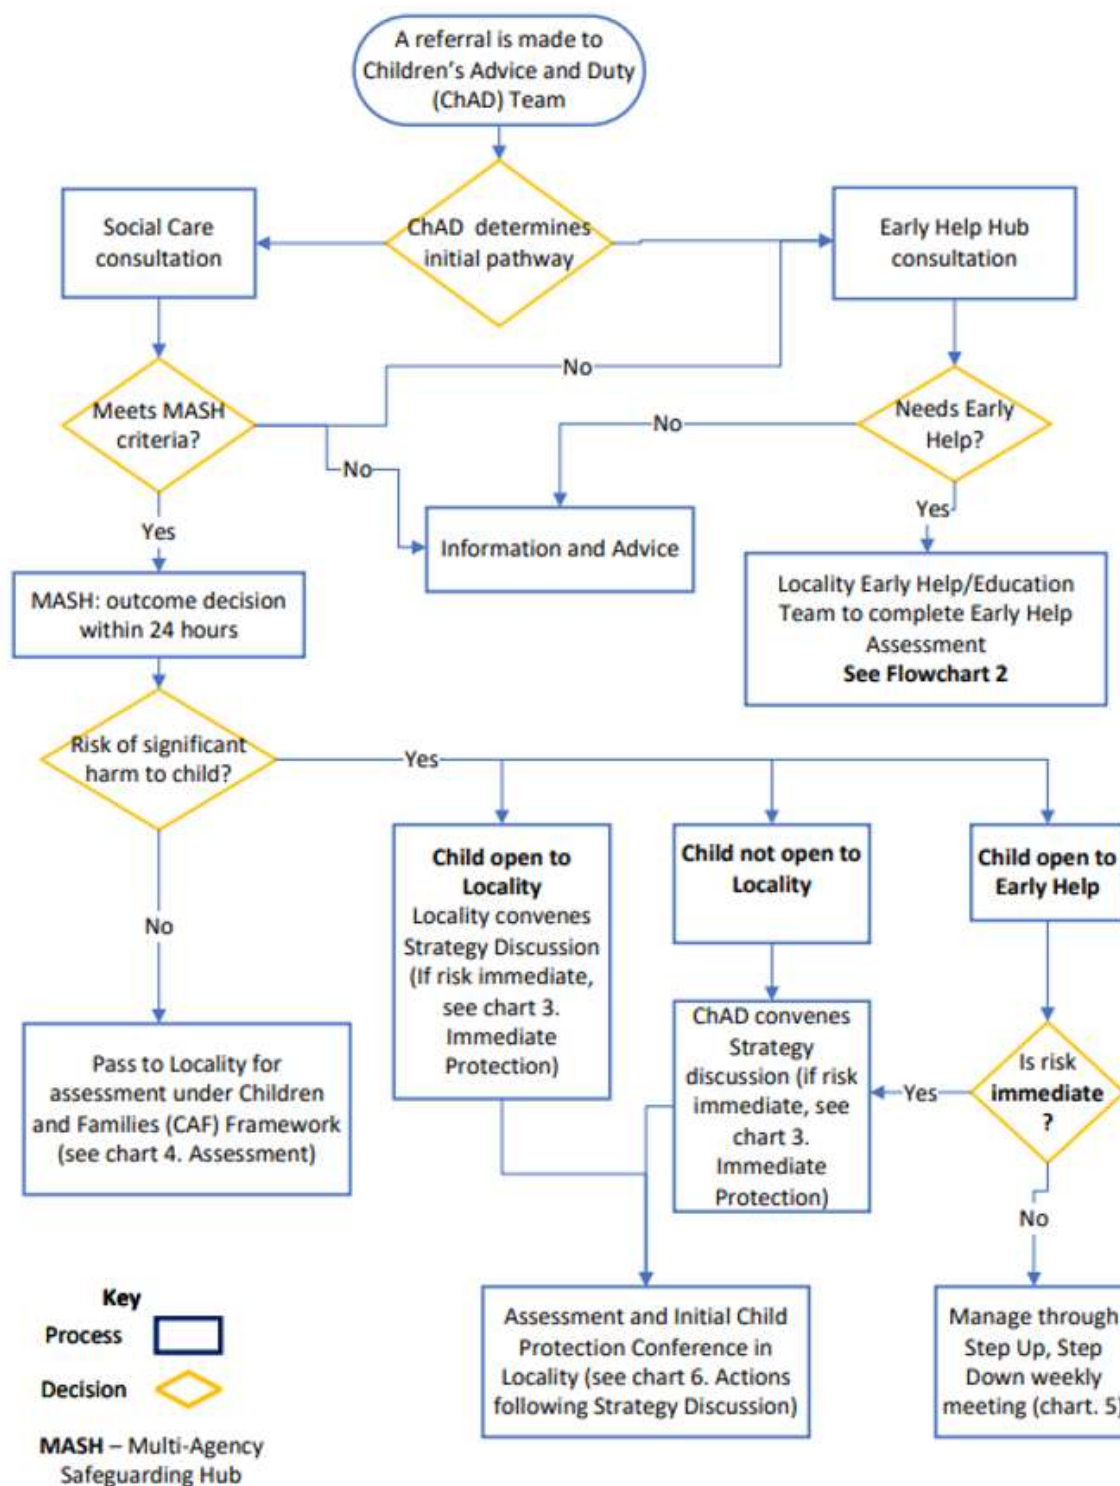 A referral is made to
Children's Advice and Duty
(ChAD) Team
Social Care
consultation
ChAD determines
initial pathway
Early Help Hub
consultation
No
Meets MASH
criteria?
Needs Early
Help?
No
No
Yes
Yes
Information and Advice
MASH: outcome decision
within 24 hours
Locality Early Help/Education
Team to complete Early Help
Assessment
See Flowchart 2
Risk of significant
harm to child?
Yes
Child open to
Locality
Locality convenes
Strategy Discussion
(If risk immediate,
see chart 3.
Immediate
Protection)
Child not open to
Locality
Child open to
Early Help
No
ChAD convenes
Strategy
discussion (if risk
immediate, see
chart 3.
Immediate
Protection)
Yes
Is risk
immediate
?
Pass to Locality for
assessment under Children
and Families (CAF) Framework
(see chart 4. Assessment)
No
Assessment and Initial Child
Protection Conference in
Locality (see chart 6. Actions
following Strategy Discussion)
Manage through
Step Up, Step
Down weekly
meeting (chart. 5)
Key
Process
Decision
MASH – Multi-Agency
Safeguarding Hub